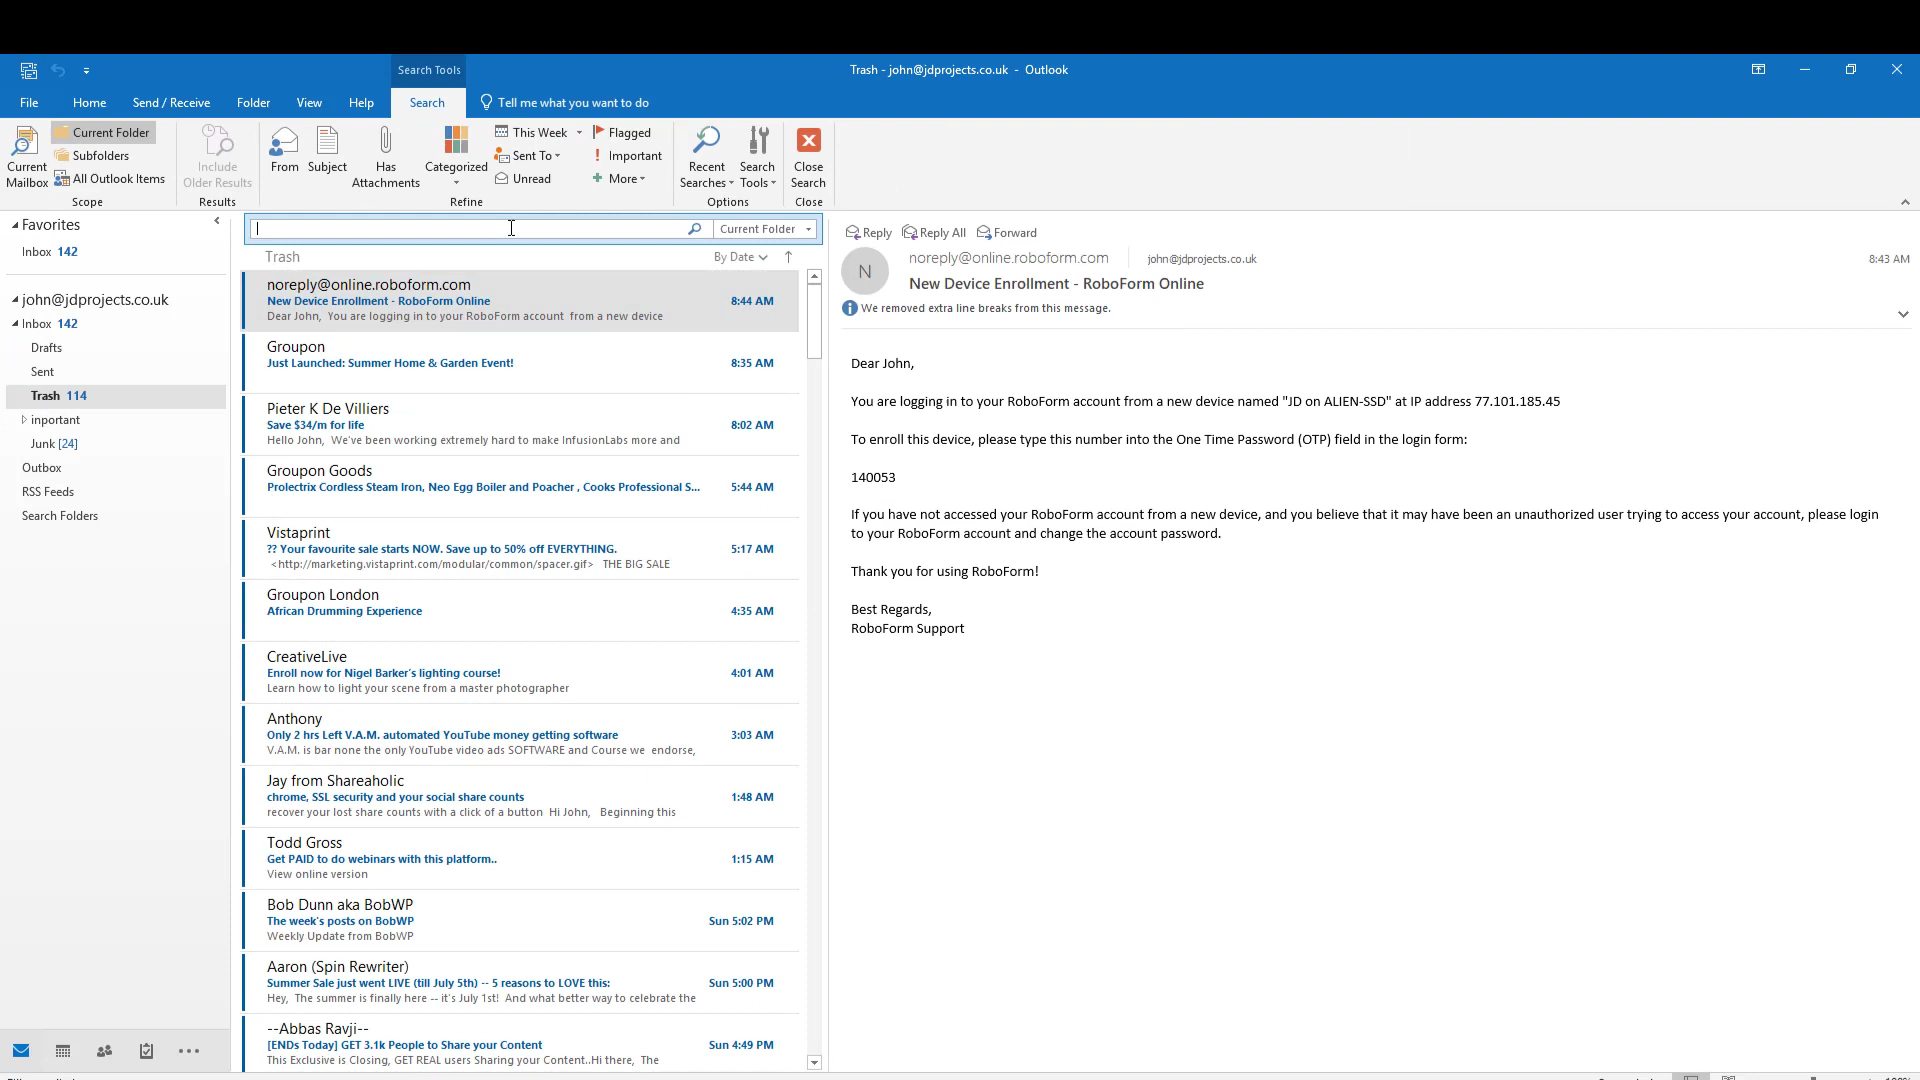 Search Tools
Trash - john@jdprojects.co.uk - Outlook
File Home Send / Receive Folder View Help Search Tell me what you want to do
Current Mailbox
Current Folder
Subfolders
All Outlook Items
Scope
Include Older Results
Results
From
Subject
Has Attachments
Categorized
This Week
Sent To
Unread
Flagged
Important
More
Refine
Recent Searches
Search Tools
Options
Close Search
Close
Favorites
Inbox 142
john@jdprojects.co.uk
Inbox 142
Drafts
Sent
Trash 114
inportant
Junk [24]
Outbox
RSS Feeds
Search Folders
Current Folder
Trash By Date
noreply@online.roboform.com
New Device Enrollment - RoboForm Online 8:44 AM
Dear John, You are logging in to your RoboForm account from a new device
Groupon
Just Launched: Summer Home & Garden Event! 8:35 AM
Pieter K De Villiers
Save $34/m for life 8:02 AM
Hello John, We've been working extremely hard to make InfusionLabs more and
Groupon Goods
Prolectrix Cordless Steam Iron, Neo Egg Boiler and Poacher , Cooks Professional S... 5:44 AM
Vistaprint
?? Your favourite sale starts NOW. Save up to 50% off EVERYTHING. 5:17 AM
<http://marketing.vistaprint.com/modular/common/spacer.gif> THE BIG SALE
Groupon London
African Drumming Experience 4:35 AM
CreativeLive
Enroll now for Nigel Barker's lighting course! 4:01 AM
Learn how to light your scene from a master photographer
Anthony
Only 2 hrs Left V.A.M. automated YouTube money getting software 3:03 AM
V.A.M. is bar none the only YouTube video ads SOFTWARE and Course we endorse,
Jay from Shareaholic
chrome, SSL security and your social share counts 1:48 AM
recover your lost share counts with a click of a button Hi John, Beginning this
Todd Gross
Get PAID to do webinars with this platform.. 1:15 AM
View online version
Bob Dunn aka BobWP
The week's posts on BobWP Sun 5:02 PM
Weekly Update from BobWP
Aaron (Spin Rewriter)
Summer Sale just went LIVE (till July 5th) -- 5 reasons to LOVE this: Sun 5:00 PM
Hey, The summer is finally here -- it's July 1st! And what better way to celebrate the
--Abbas Ravji--
[ENDs Today] GET 3.1k People to Share your Content Sun 4:49 PM
This Exclusive is Closing, GET REAL users Sharing your Content..Hi there, The
Reply Reply All Forward
N
noreply@online.roboform.com john@jdprojects.co.uk 8:43 AM
New Device Enrollment - RoboForm Online
We removed extra line breaks from this message.
Dear John,
You are logging in to your RoboForm account from a new device named "JD on ALIEN-SSD" at IP address 77.101.185.45
To enroll this device, please type this number into the One Time Password (OTP) field in the login form:
140053
If you have not accessed your RoboForm account from a new device, and you believe that it may have been an unauthorized user trying to access your account, please login
to your RoboForm account and change the account password.
Thank you for using RoboForm!
Best Regards,
RoboForm Support